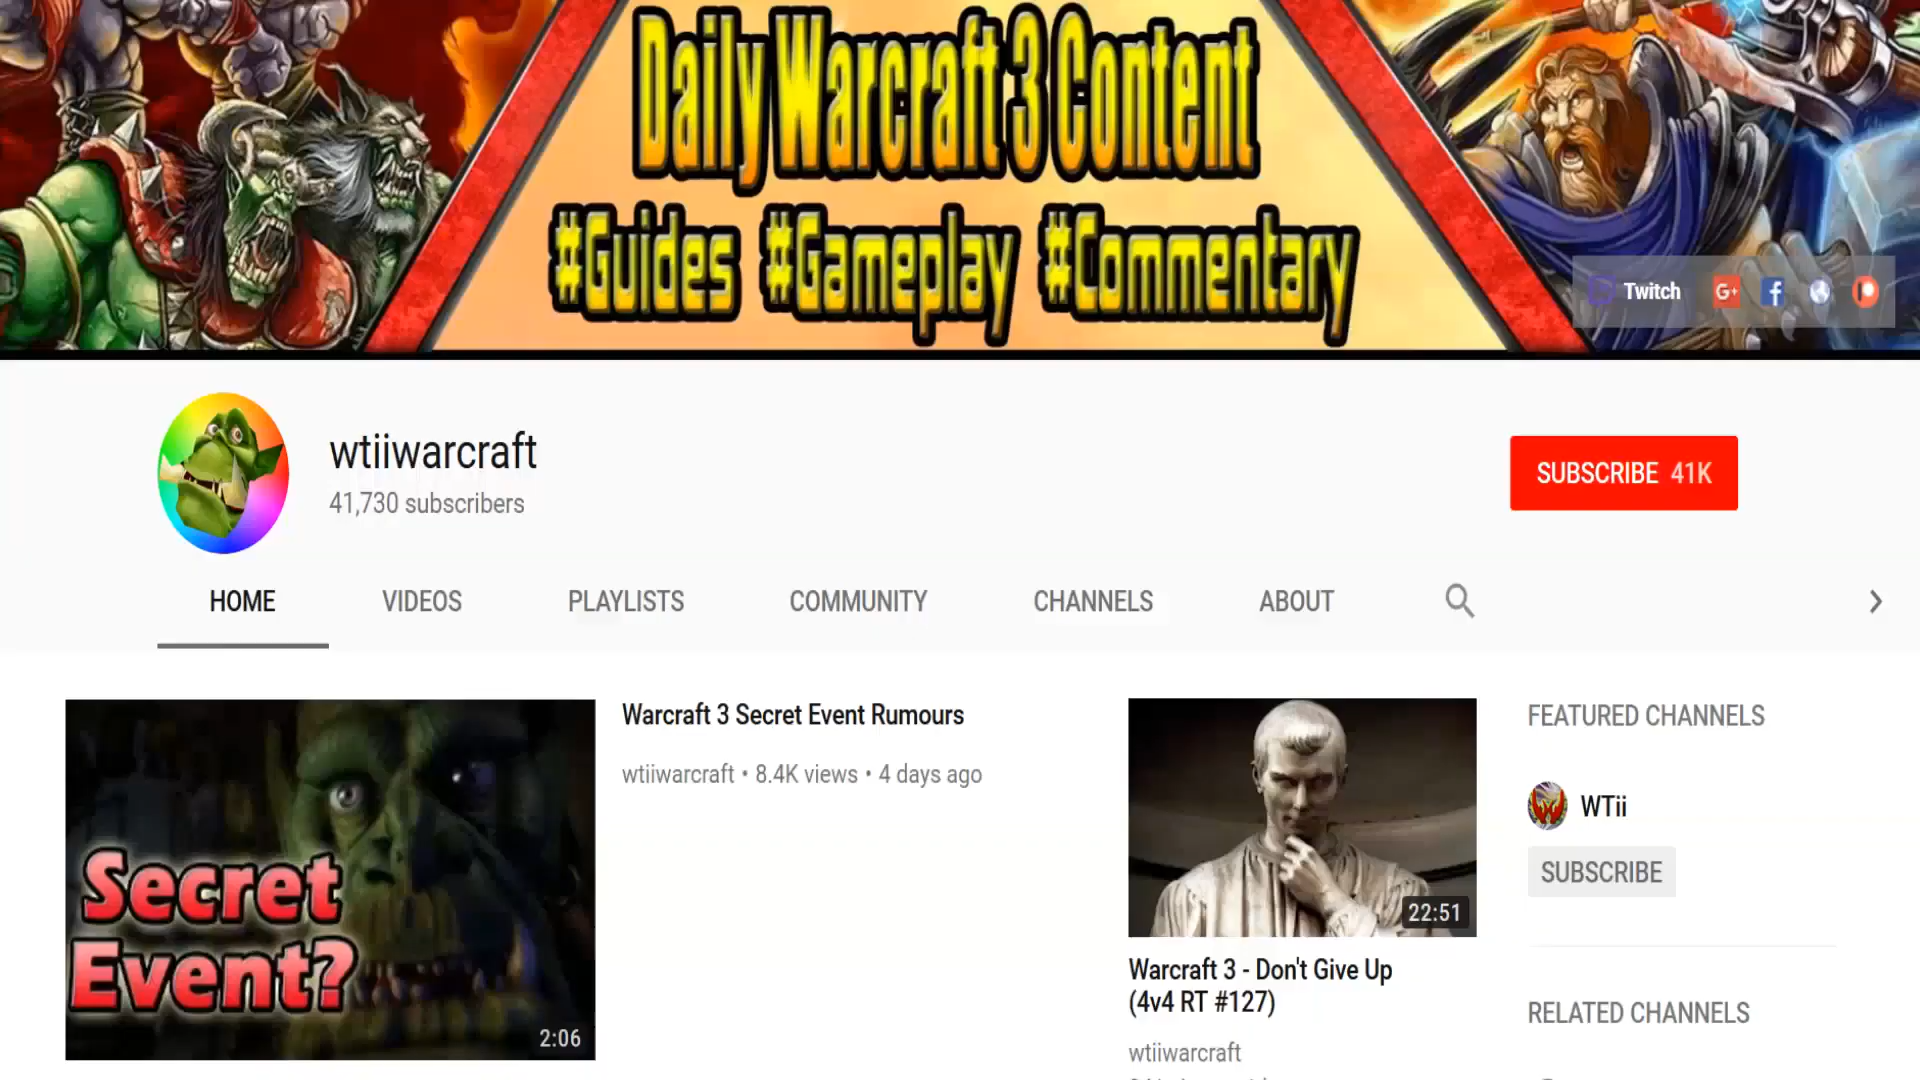 Daily Warcraft 3 Content
#Guides #Gameplay #Commentary
Twitch
G+
wtiiwarcraft
41,730 subscribers
SUBSCRIBE 41K
HOME VIDEOS PLAYLISTS COMMUNITY CHANNELS ABOUT
Secret
Event?
2:06
Warcraft 3 Secret Event Rumours
wtiiwarcraft • 8.4K views • 4 days ago
22:51
Warcraft 3 - Don't Give Up
(4v4 RT #127)
wtiiwarcraft
FEATURED CHANNELS
WTii
SUBSCRIBE
RELATED CHANNELS